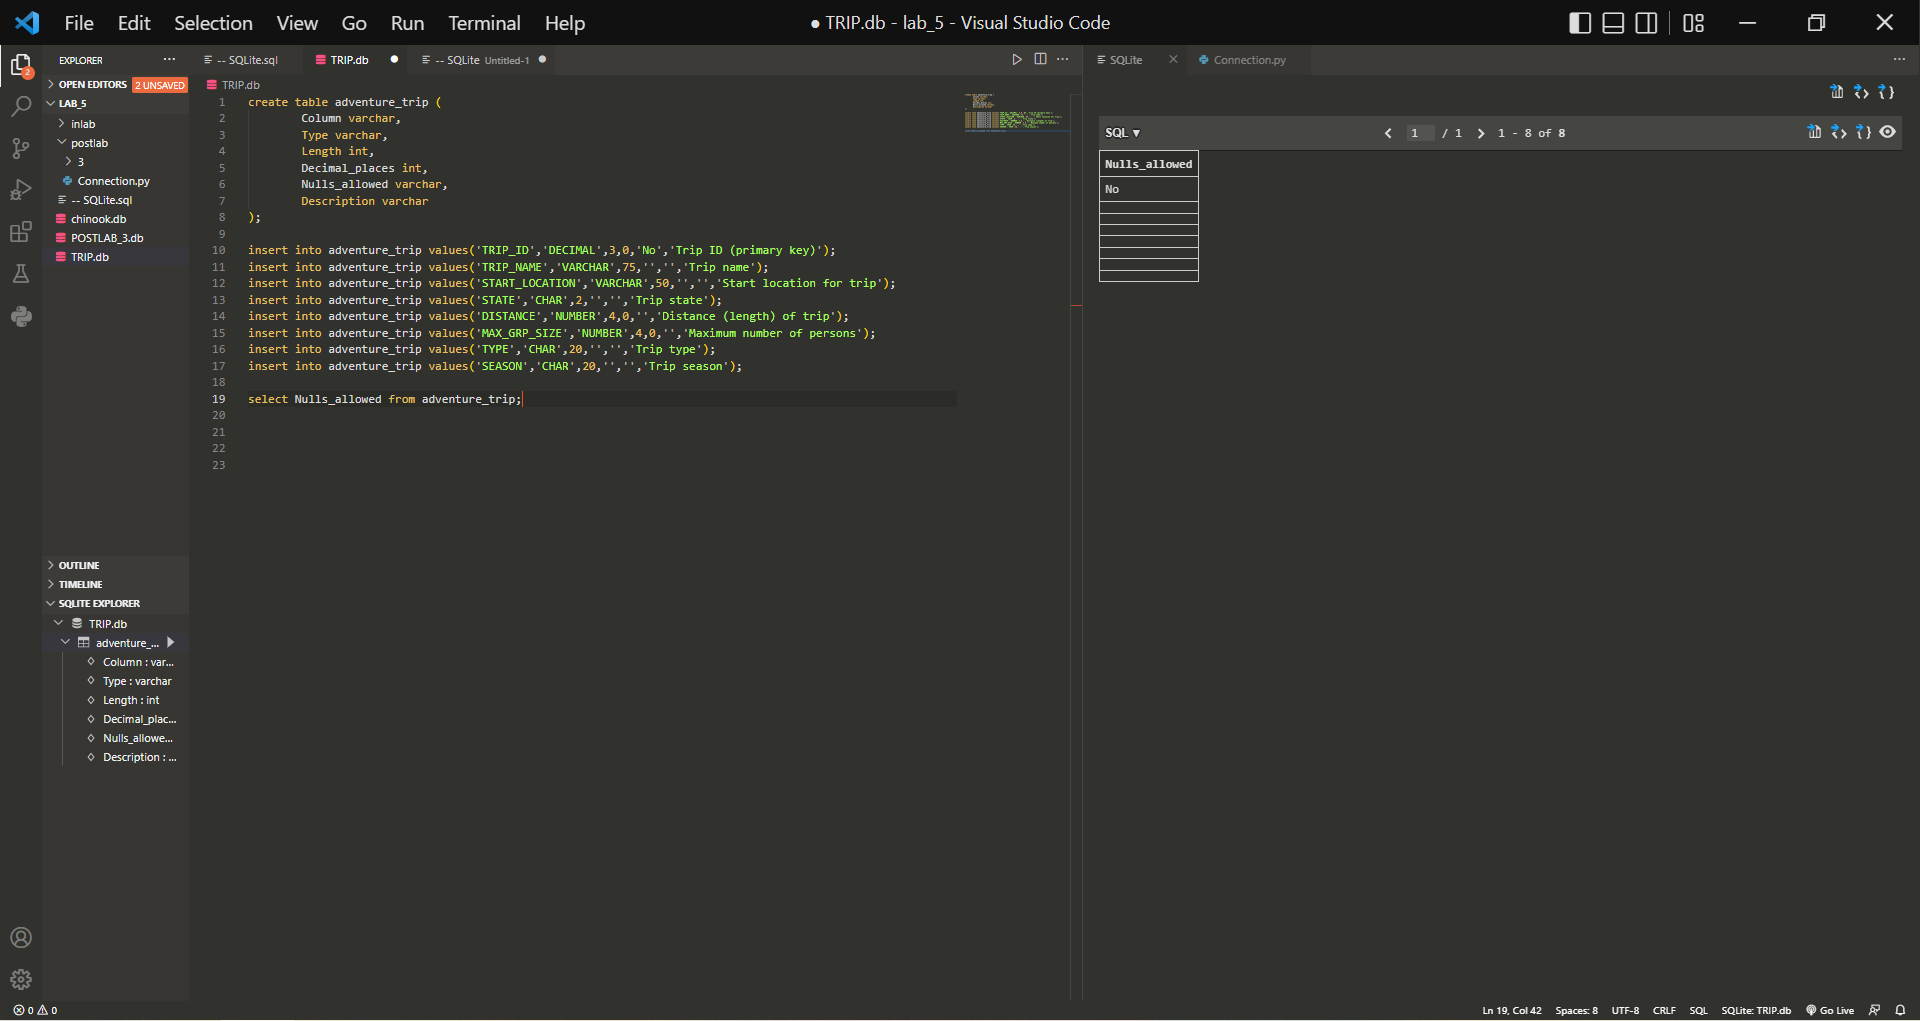 File Edit Selection View Go Run Terminal Help
● TRIP.db - lab_5 - Visual Studio Code
EXPLORER
OPEN EDITORS 2 UNSAVED
LAB_5
inlab
postlab
3
Connection.py
-- SQLite.sql
chinook.db
POSTLAB_3.db
TRIP.db
OUTLINE
TIMELINE
SQLITE EXPLORER
TRIP.db
adventure_...
Column : var...
Type : varchar
Length : int
Decimal_plac...
Nulls_allowe...
Description : ...
2
-- SQLite.sql
TRIP.db
-- SQLite Untitled-1
TRIP.db
1 create table adventure_trip (
2 Column varchar,
3 Type varchar,
4 Length int,
5 Decimal_places int,
6 Nulls_allowed varchar,
7 Description varchar
8 );
9
10 insert into adventure_trip values('TRIP_ID','DECIMAL',3,0,'No','Trip ID (primary key)');
11 insert into adventure_trip values('TRIP_NAME','VARCHAR',75,'','','Trip name');
12 insert into adventure_trip values('START_LOCATION','VARCHAR',50,'','','Start location for trip');
13 insert into adventure_trip values('STATE','CHAR',2,'','','Trip state');
14 insert into adventure_trip values('DISTANCE','NUMBER',4,0,'','Distance (length) of trip');
15 insert into adventure_trip values('MAX_GRP_SIZE','NUMBER',4,0,'','Maximum number of persons');
16 insert into adventure_trip values('TYPE','CHAR',20,'','','Trip type');
17 insert into adventure_trip values('SEASON','CHAR',20,'','','Trip season');
18
19 select Nulls_allowed from adventure_trip;
20
21
22
23
SQLite
Connection.py
SQL ▼ 1 / 1 1 - 8 of 8
Nulls_allowed
No
0 0
Ln 19, Col 42 Spaces: 8 UTF-8 CRLF SQL SQLite: TRIP.db Go Live